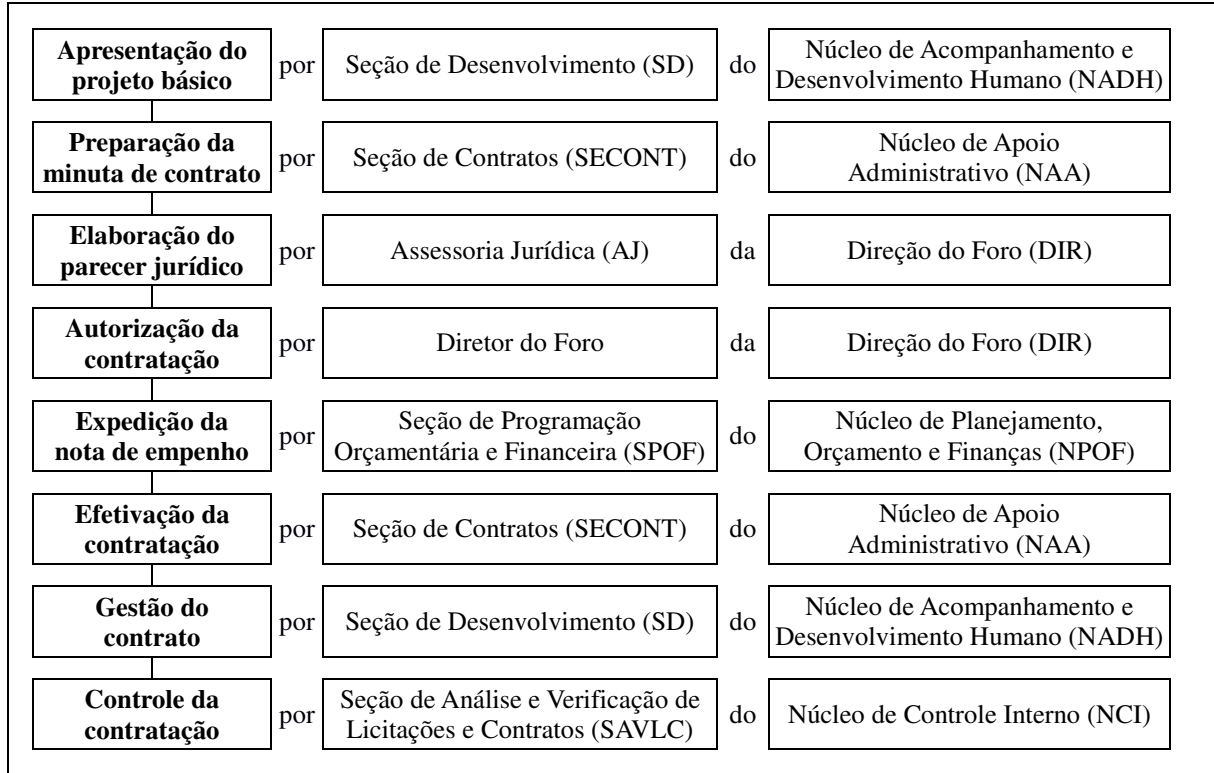 Apresentação do
projeto básico
por
Seção de Desenvolvimento (SD)
do
Núcleo de Acompanhamento e
Desenvolvimento Humano (NADH)
Preparação da
minuta de contrato
por
Seção de Contratos (SECONT)
do
Núcleo de Apoio
Administrativo (NAA)
Elaboração do
parecer jurídico
por
Assessoria Jurídica (AJ)
da
Direção do Foro (DIR)
Autorização da
contratação
por
Diretor do Foro
da
Direção do Foro (DIR)
Expedição da
nota de empenho
por
Seção de Programação
Orçamentária e Financeira (SPOF)
do
Núcleo de Planejamento,
Orçamento e Finanças (NPOF)
Efetivação da
contratação
por
Seção de Contratos (SECONT)
do
Núcleo de Apoio
Administrativo (NAA)
Gestão do
contrato
por
Seção de Desenvolvimento (SD)
do
Núcleo de Acompanhamento e
Desenvolvimento Humano (NADH)
Controle da
contratação
por
Seção de Análise e Verificação de
Licitações e Contratos (SAVLC)
do
Núcleo de Controle Interno (NCI)